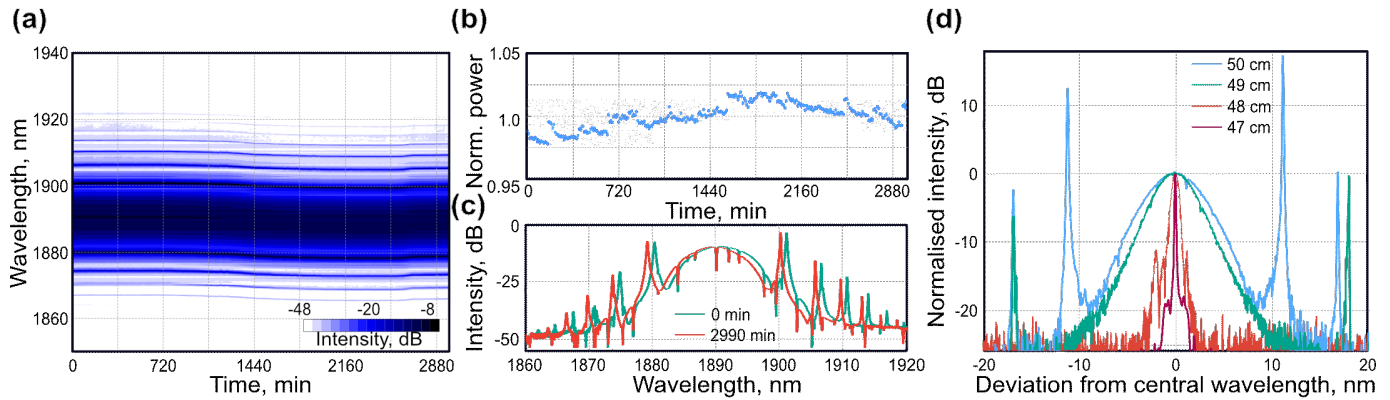 (a)
1940
1920
1900
1880
1860
Wavelength, nm
-48
-20
-8
Intensity, dB
0
720
1440
2160
2880
Time, min
(b)
1.05
1.0
0.95
Norm. power
0
720
1440
2160
2880
Time, min
(c)
0
-25
-50
Intensity, dB
0 min
2990 min
1860
1870
1880
1890
1900
1910
1920
Wavelength, nm
(d)
50 cm
49 cm
48 cm
47 cm
10
0
-10
-20
Normalised intensity, dB
-20
-10
0
10
20
Deviation from central wavelength, nm